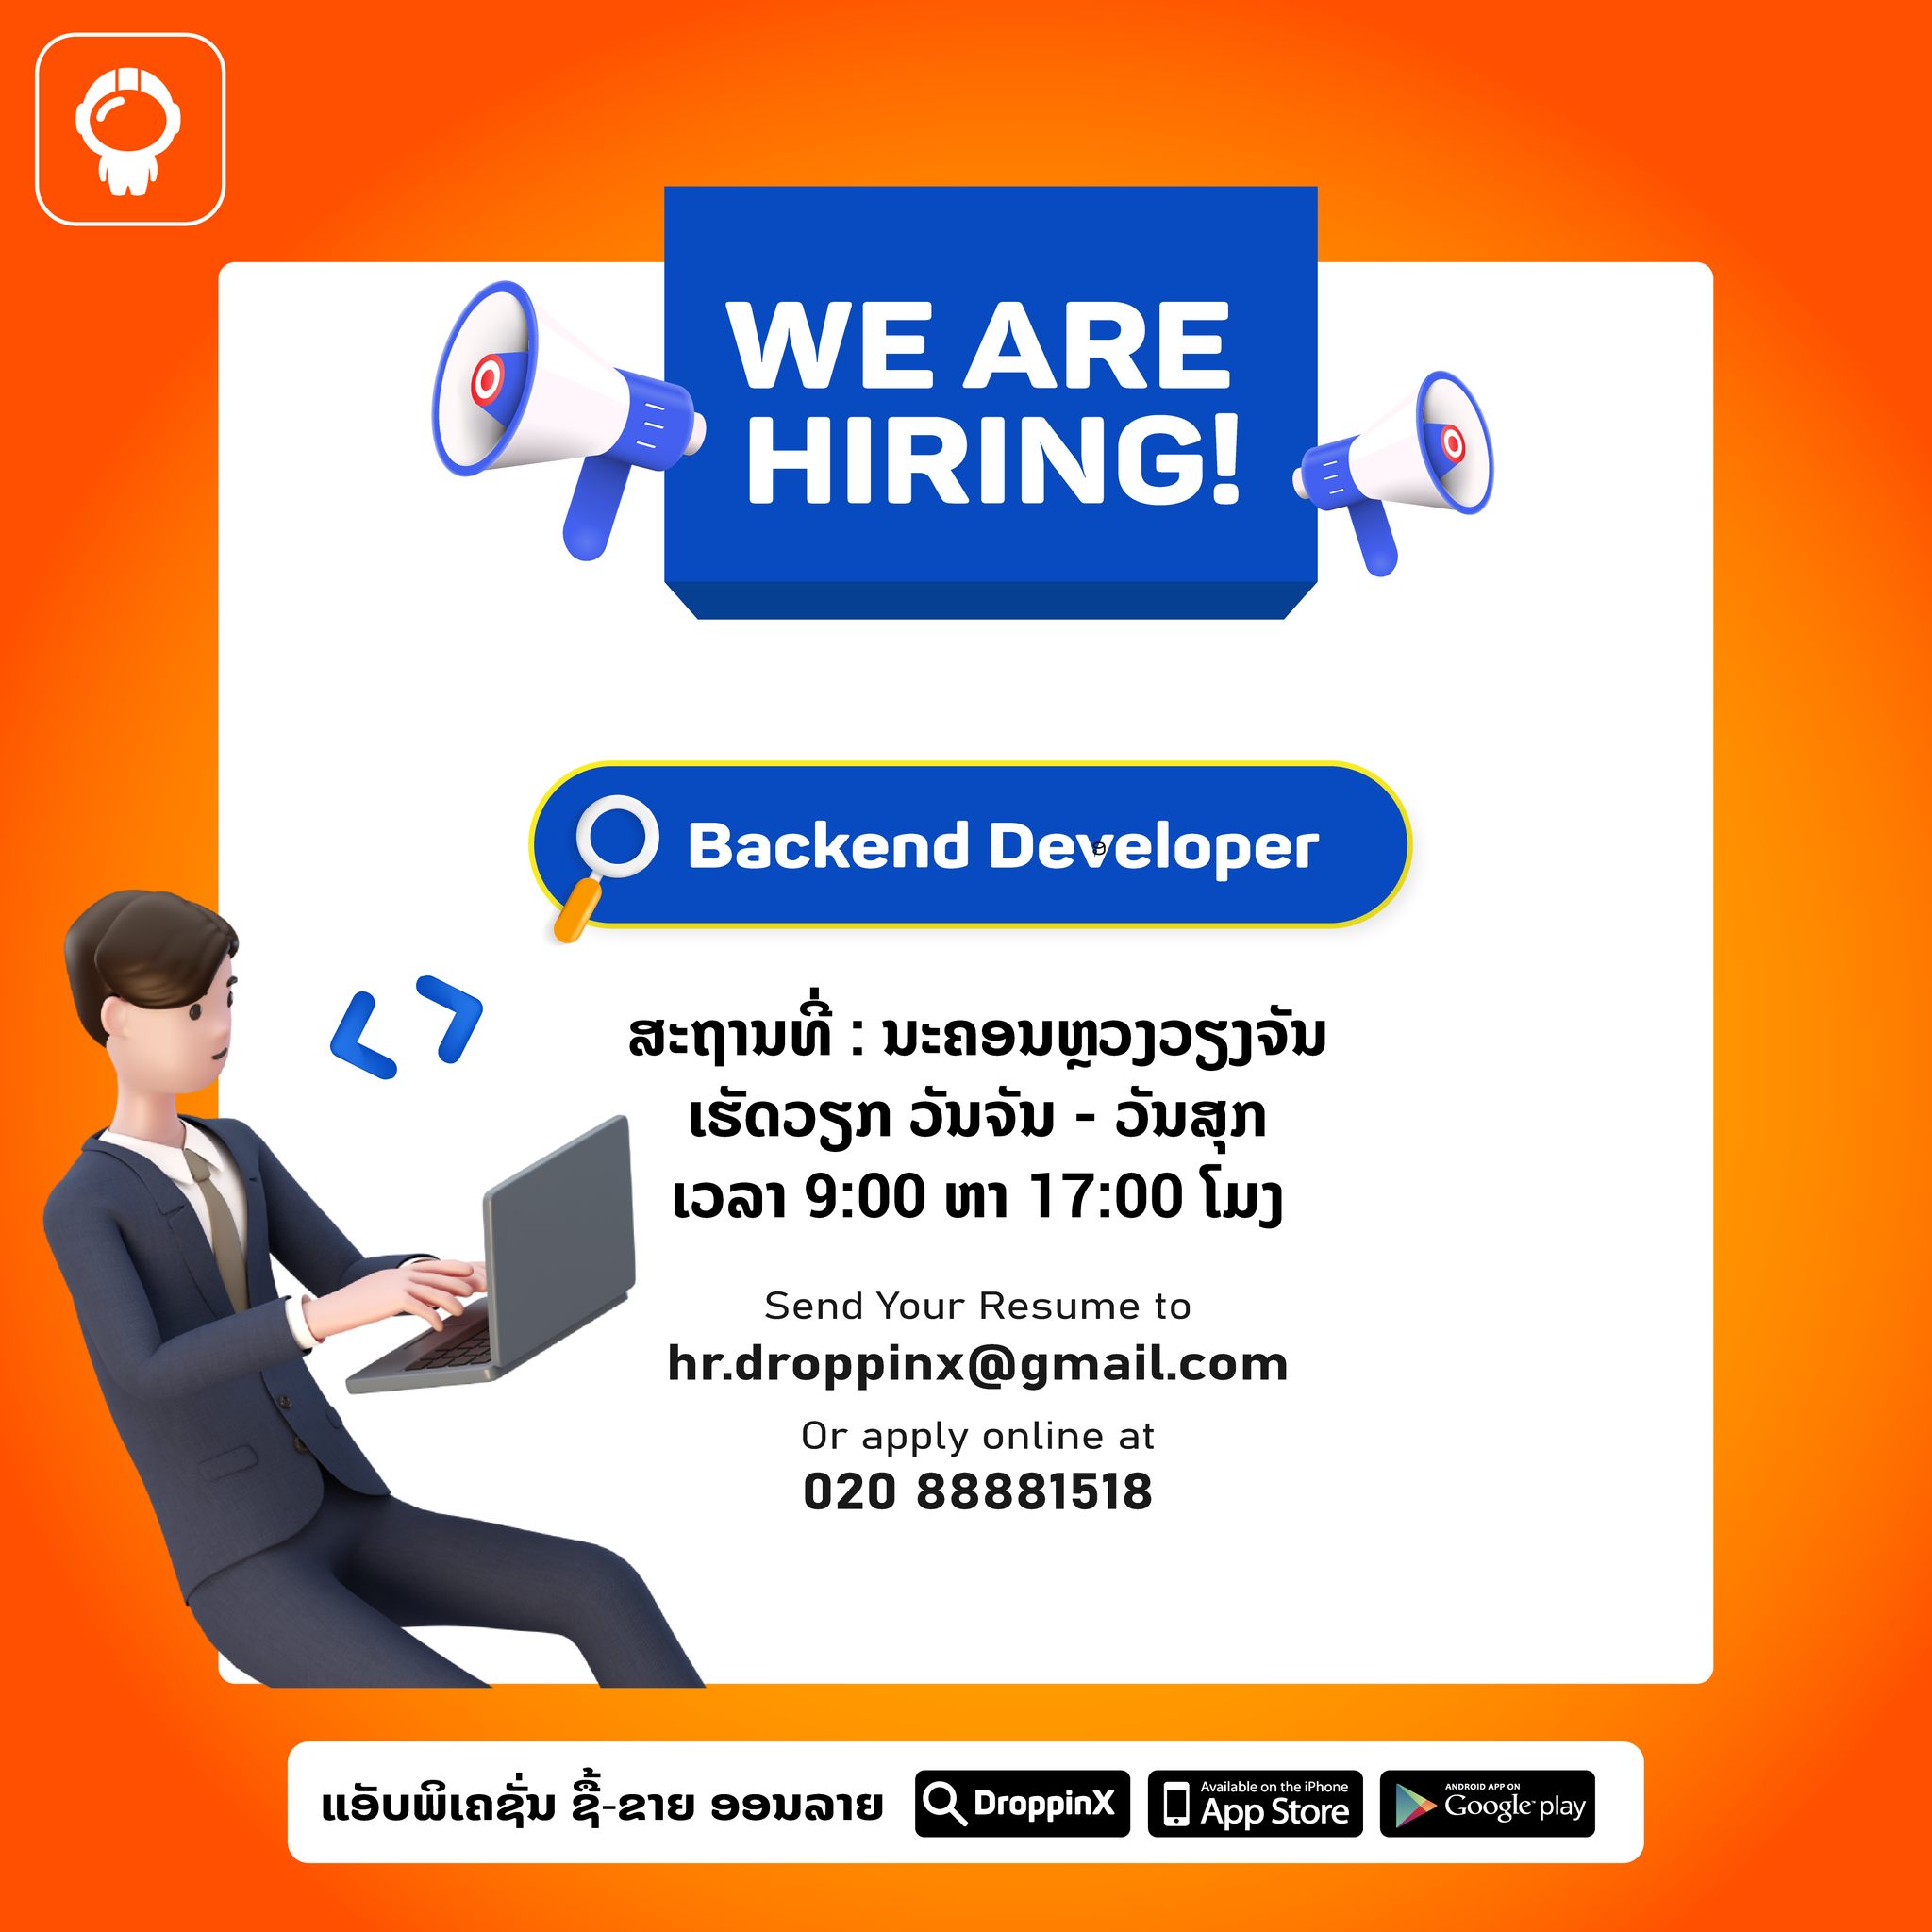 WE ARE
HIRING!
Backend Developer
ສະຖານທີ່ : ນະຄອນຫຼວງວຽງຈັນ
ເຮັດວຽກ ວັນຈັນ - ວັນສຸກ
ເວລາ 9:00 ຫາ 17:00 ໂມງ
Send Your Resume to
hr.droppinx@gmail.com
Or apply online at
020 88881518
ແອັບພິເຄຊັ່ນ ຊື້-ຂາຍ ອອນລາຍ
DroppinX
Available on the iPhone
App Store
ANDROID APP ON
Google play